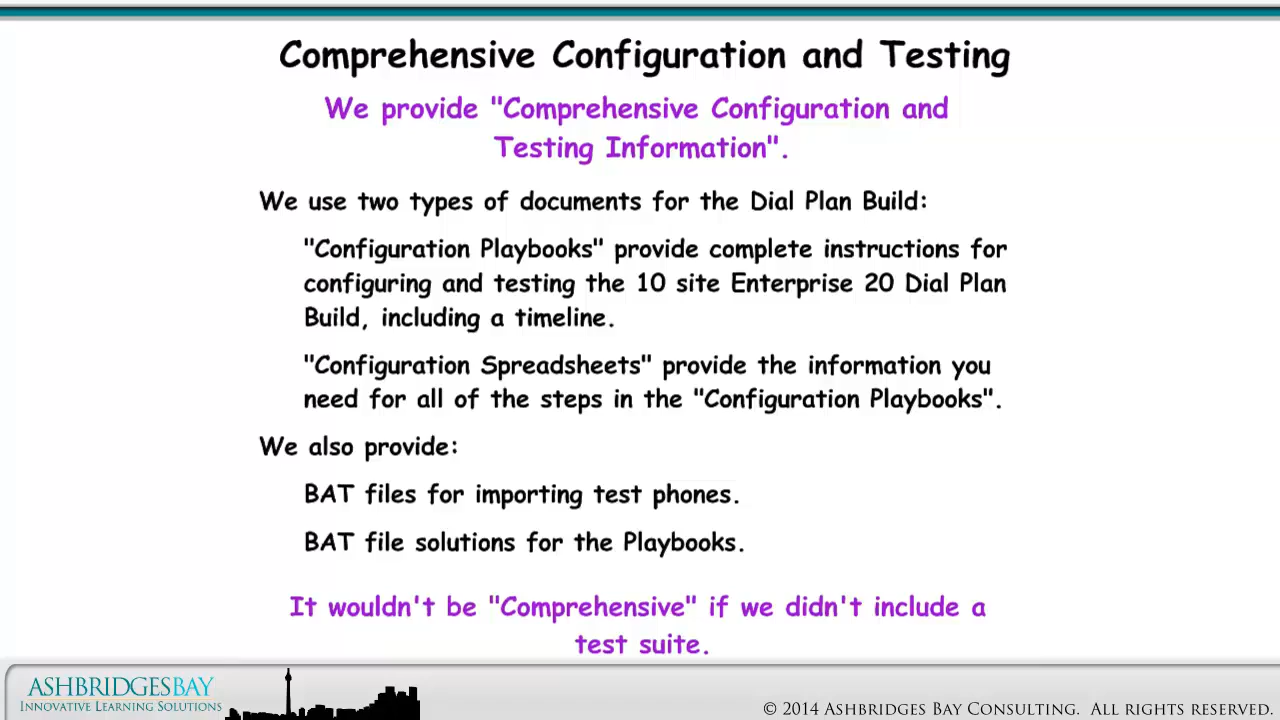 Comprehensive Configuration and Testing
We provide "Comprehensive Configuration and
Testing Information".
We use two types of documents for the Dial Plan Build:
"Configuration Playbooks" provide complete instructions for
configuring and testing the 10 site Enterprise 20 Dial Plan
Build, including a timeline.
"Configuration Spreadsheets" provide the information you
need for all of the steps in the "Configuration Playbooks".
We also provide:
BAT files for importing test phones.
BAT file solutions for the Playbooks.
It wouldn't be "Comprehensive" if we didn't include a
test suite.
ASHBRIDGESBAY
INNOVATIVE LEARNING SOLUTIONS
© 2014 ASHBRIDGES BAY CONSULTING. ALL RIGHTS RESERVED.